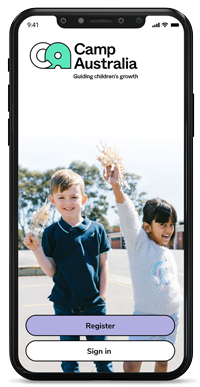 9:41
Camp
Australia
Guiding children's growth
Register
Sign in